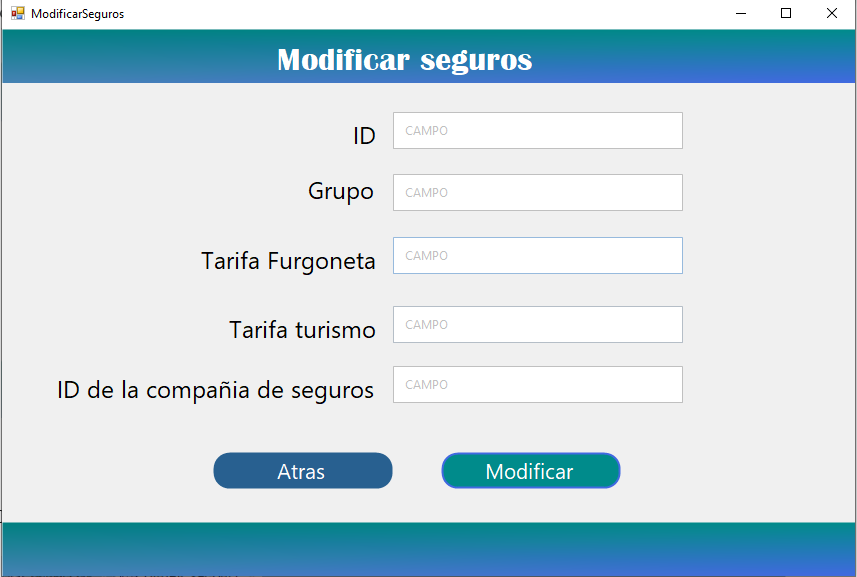 ModificarSeguros
Modificar seguros
ID
CAMPO
Grupo
CAMPO
Tarifa Furgoneta
CAMPO
Tarifa turismo
CAMPO
ID de la compañia de seguros
CAMPO
Atras
Modificar